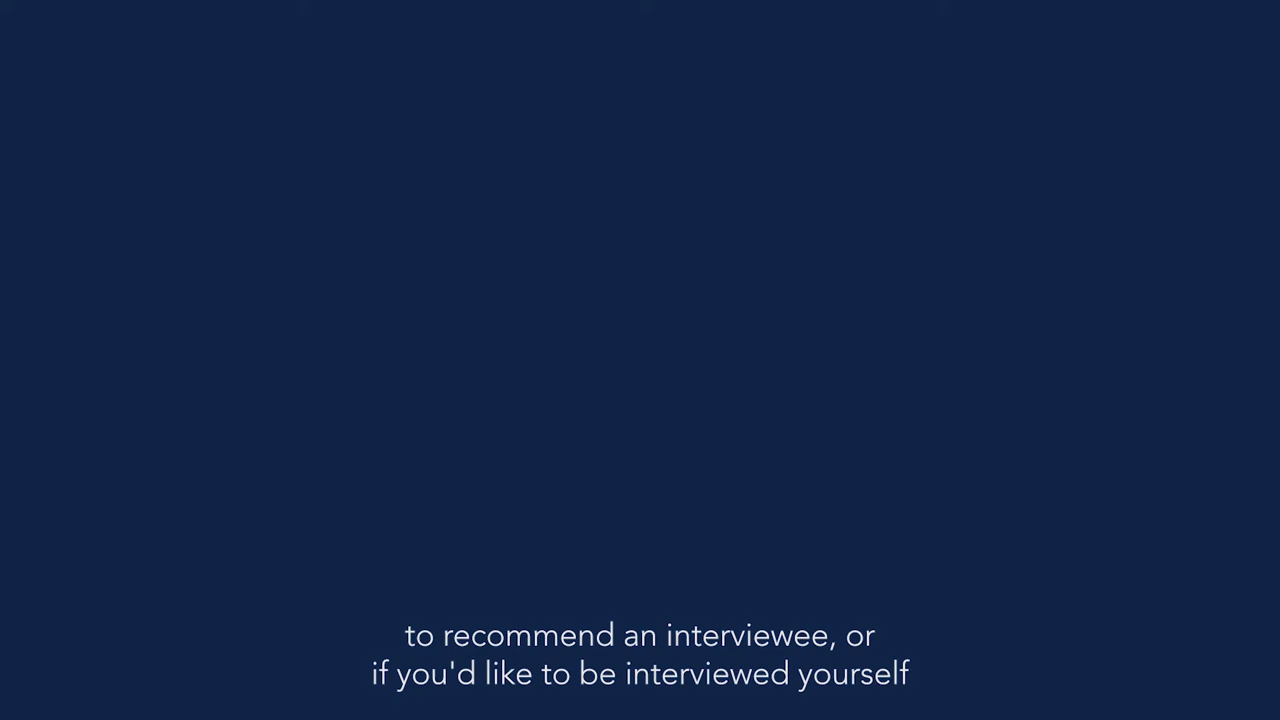 to recommend an interviewee, or
if you'd like to be interviewed yourself